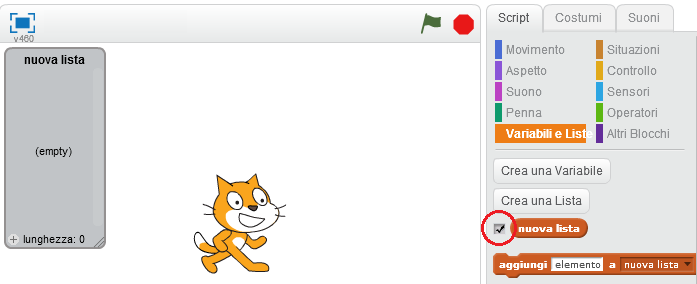 v460
nuova lista
(empty)
+ lunghezza: 0
Script
Costumi
Suoni
Movimento
Situazioni
Aspetto
Controllo
Suono
Sensori
Penna
Operatori
Variabili e Liste
Altri Blocchi
Crea una Variabile
Crea una Lista
nuova lista
aggiungi elemento a nuova lista